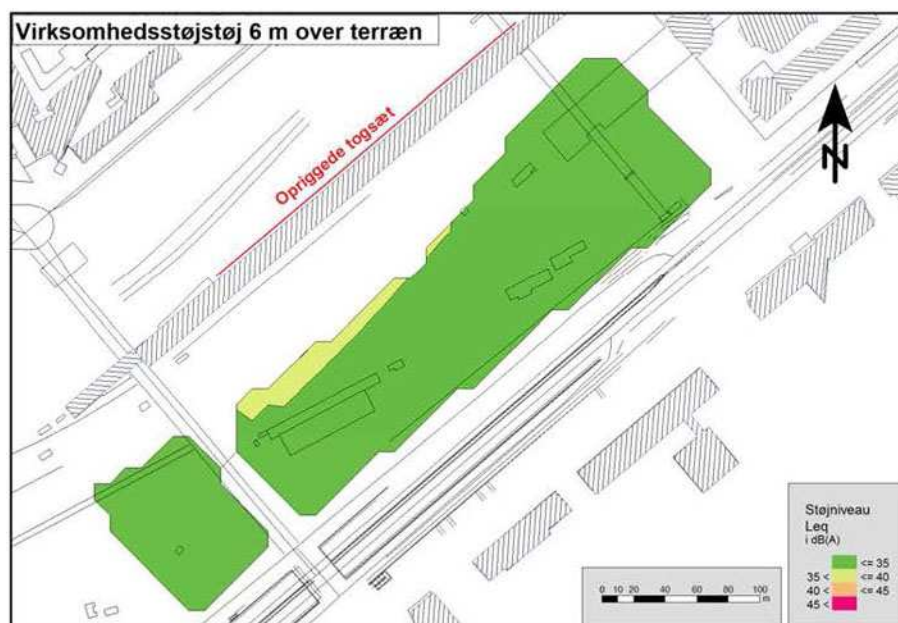 Virksomhedsstøjstøj 6 m over terræn
Opriggede togsæt
N
Støjniveau
Leq
i dB(A)
<= 35
35 < <= 40
40 < <= 45
45 <
0 10 20 40 60 80 100
m